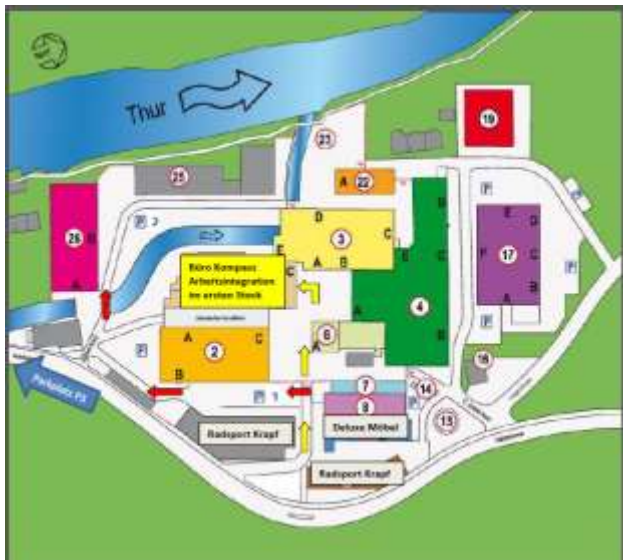 Thur
23
19
25
A 22
P
B
P
26
B
P 2
D
E
D
3
C
E
17
C
F
C
P
Büro Kompass
Arbeitsintegration
im ersten Stock
C
E
A B
E
4
A
B
A
A
6
A
P
A
C
2
B
B
P
16
P 1
7
14
P
8
Parkplatz P3
13
Radsport Krapf
Deluxe Möbel
Radsport Krapf